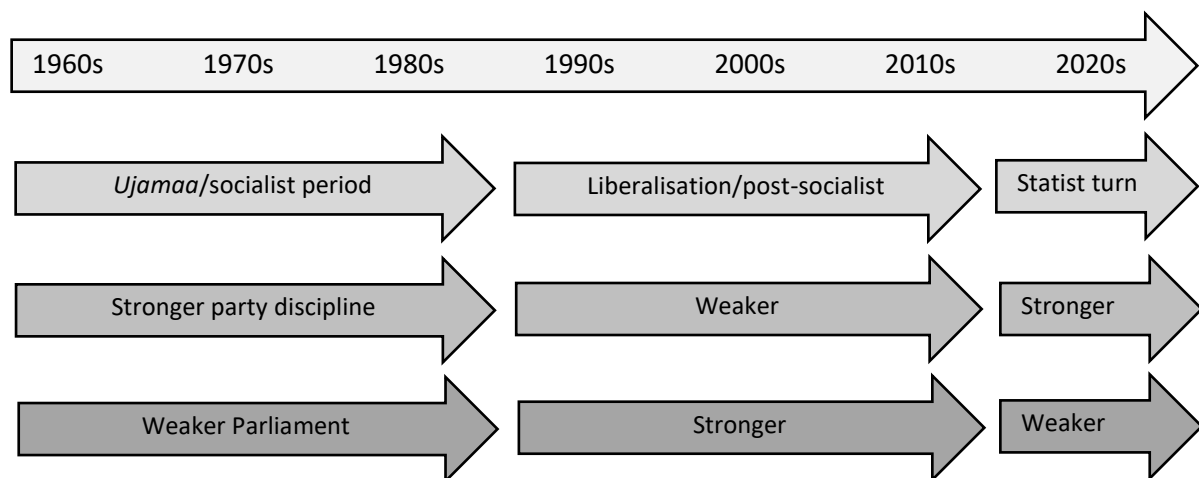 1960s 1970s 1980s 1990s 2000s 2010s 2020s
Ujamaa/socialist period Liberalisation/post-socialist Statist turn
Stronger party discipline Weaker Stronger
Weaker Parliament Stronger Weaker